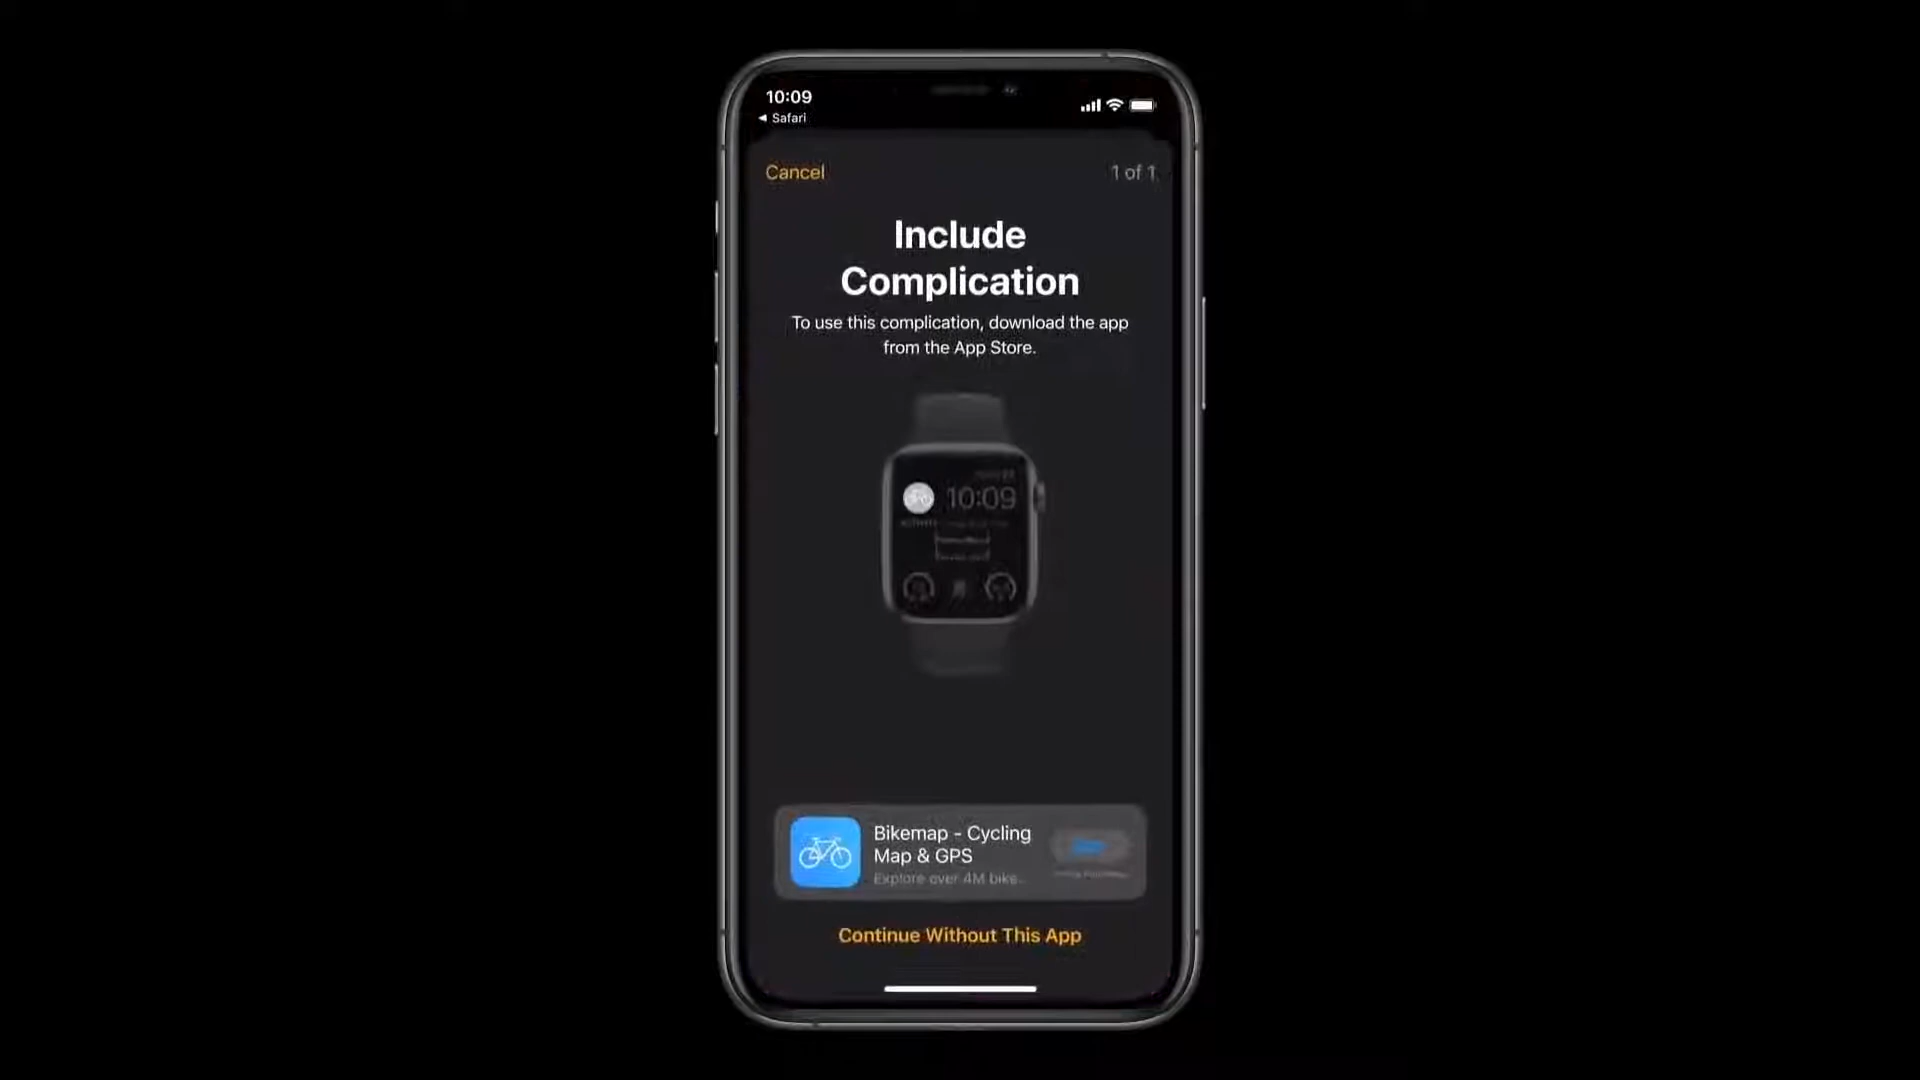 10:09
◄ Safari
Cancel
1 of 1
Include
Complication
To use this complication, download the app
from the App Store.
10:09
Bikemap - Cycling
Map & GPS
Explore over 4M bike...
Continue Without This App